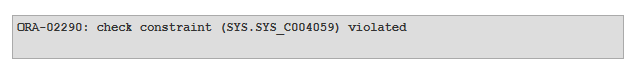 ORA-02290: check constraint (SYS.SYS_C004059) violated